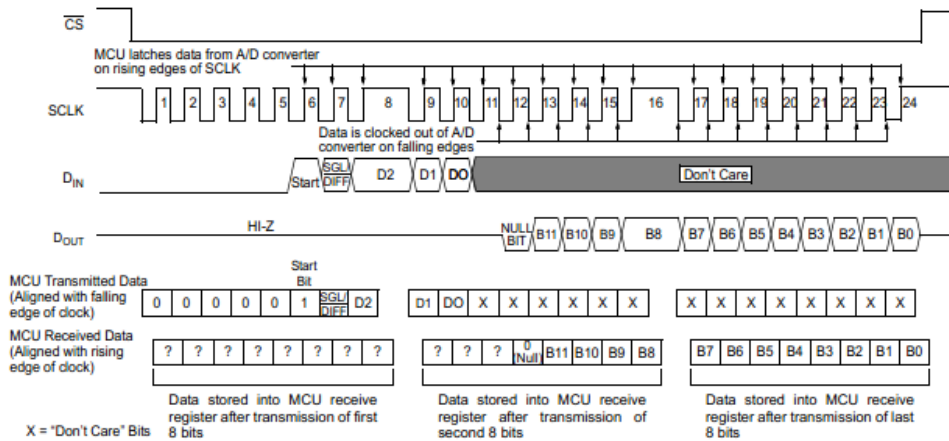 CS
MCU latches data from A/D converter
on rising edges of SCLK
SCLK
1 2 3 4 5 6 7 8 9 10 11 12 13 14 15 16 17 18 19 20 21 22 23 24
Data is clocked out of A/D
converter on falling edges
DIN
Start SGL/DIFF D2 D1 DO Don't Care
HI-Z
DOUT
NULL BIT B11 B10 B9 B8 B7 B6 B5 B4 B3 B2 B1 B0
Start
Bit
MCU Transmitted Data
(Aligned with falling
edge of clock)
0 0 0 0 0 1 SGL/DIFF D2 D1 DO X X X X X X X X X X X X X X
MCU Received Data
(Aligned with rising
edge of clock)
? ? ? ? ? ? ? ? ? ? ? 0 (Null) B11 B10 B9 B8 B7 B6 B5 B4 B3 B2 B1 B0
Data stored into MCU receive
register after transmission of first
8 bits
Data stored into MCU receive
register after transmission of
second 8 bits
Data stored into MCU receive
register after transmission of last
8 bits
X = "Don't Care" Bits